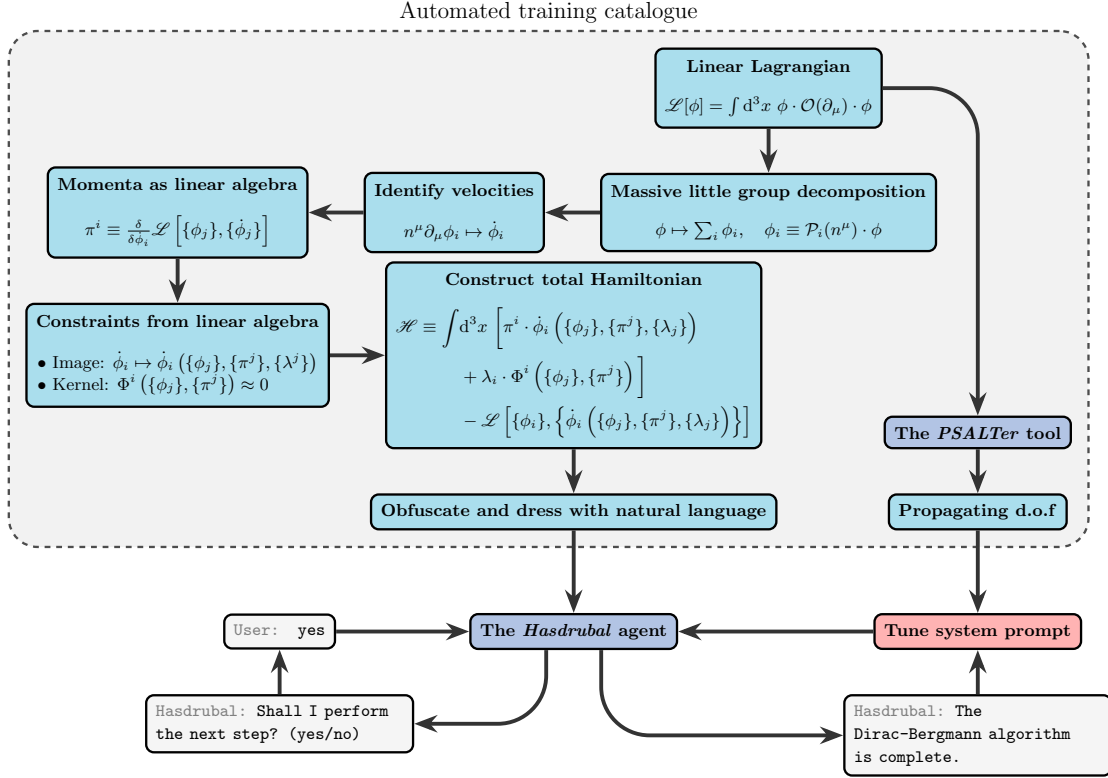 Automated training catalogue
Linear Lagrangian
ℒ[ϕ] = ∫ d³x ϕ · 𝒪(∂_μ) · ϕ
Massive little group decomposition
ϕ ↦ ∑_i ϕ_i,   ϕ_i ≡ 𝒫_i(n^μ) · ϕ
Identify velocities
n^μ∂_μϕ_i ↦ ϕ̇_i
Momenta as linear algebra
π^i ≡ δ/δϕ̇_i ℒ [{ϕ_j}, {ϕ̇_j}]
Constraints from linear algebra
• Image: ϕ̇_i ↦ ϕ̇_i ({ϕ_j}, {π^j}, {λ^j})
• Kernel: Φ^i ({ϕ_j}, {π^j}) ≈ 0
Construct total Hamiltonian
ℋ ≡ ∫d³x [π^i · ϕ̇_i ({ϕ_j}, {π^j}, {λ_j})
+ λ_i · Φ^i ({ϕ_j}, {π^j}) ]
− ℒ [{ϕ_i}, {ϕ̇_i ({ϕ_j}, {π^j}, {λ_j})}]
The PSALTer tool
Obfuscate and dress with natural language
Propagating d.o.f
User: yes
The Hasdrubal agent
Tune system prompt
Hasdrubal: Shall I perform
the next step? (yes/no)
Hasdrubal: The
Dirac-Bergmann algorithm
is complete.